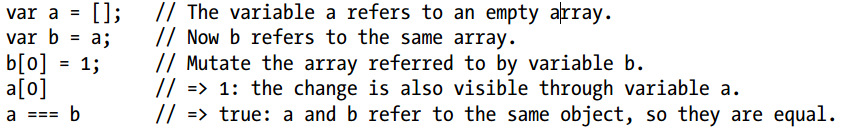 var a = [];   // The variable a refers to an empty array.
var b = a;    // Now b refers to the same array.
b[0] = 1;     // Mutate the array referred to by variable b.
a[0]          // => 1: the change is also visible through variable a.
a === b       // => true: a and b refer to the same object, so they are equal.